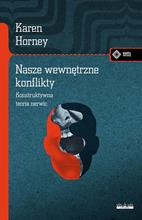 Karen
Horney
Nasze wewnętrzne
konflikty
Konstruktywna
teoria nerwic